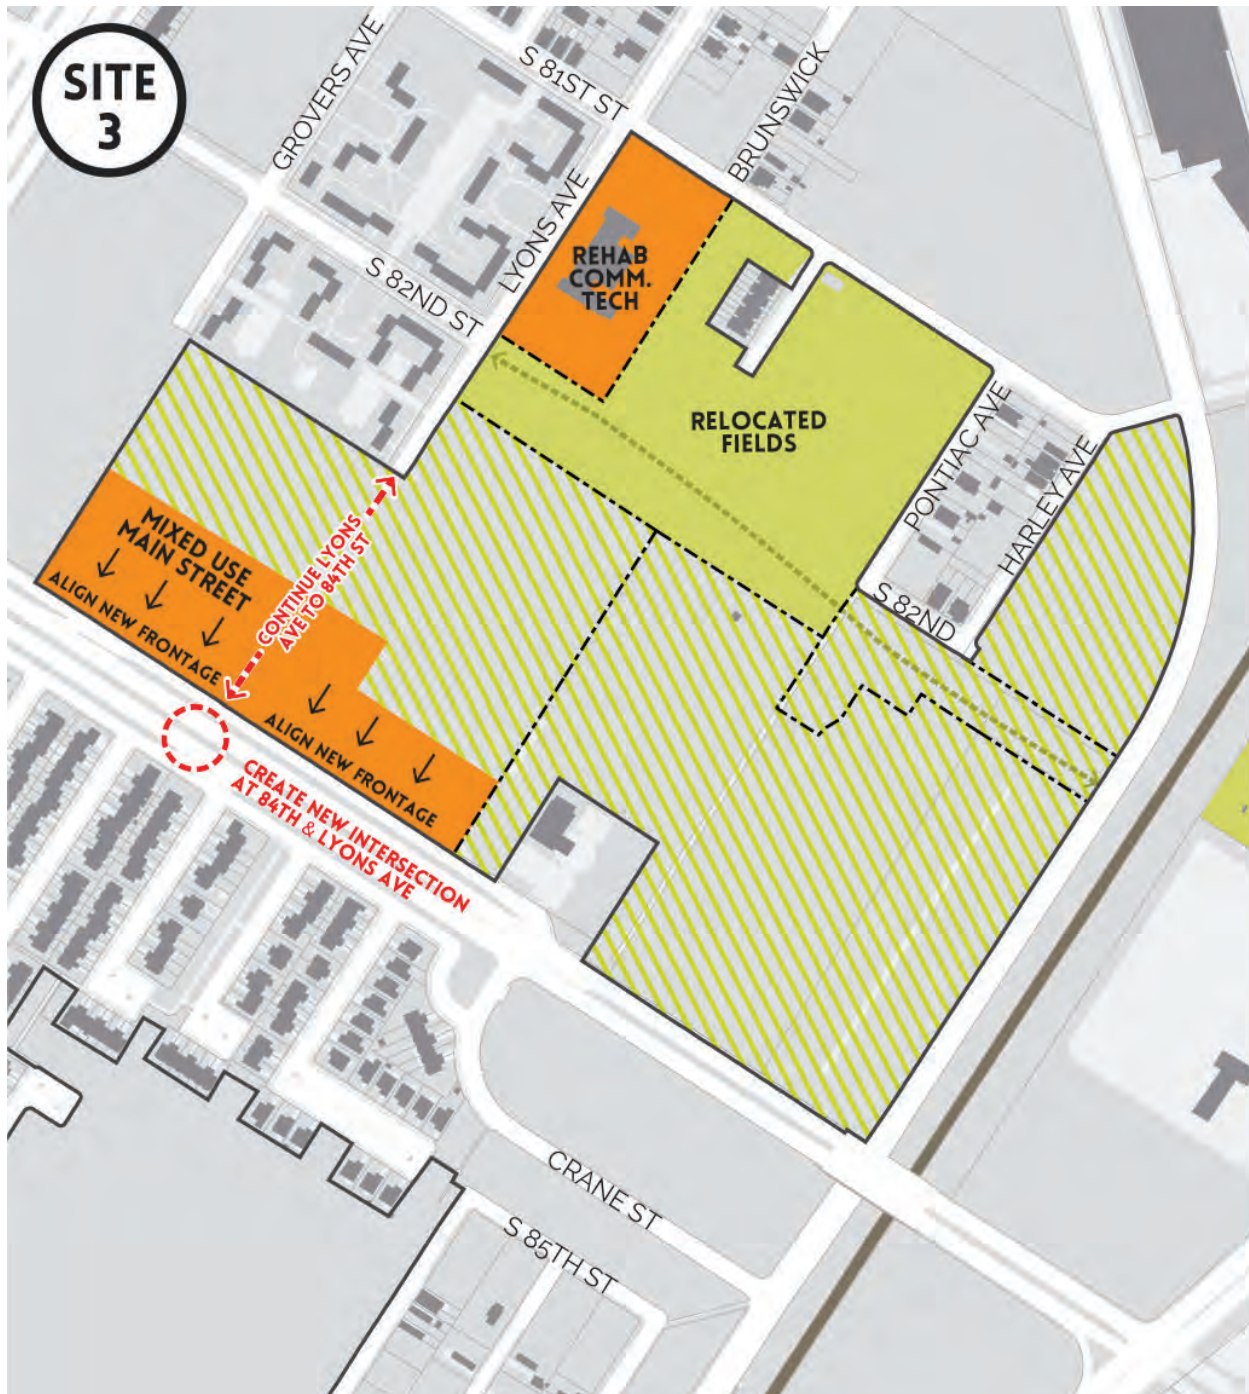 SITE
3
GROVERS AVE
S 81ST ST
BRUNSWICK
LYONS AVE
S 82ND ST
REHAB
COMM.
TECH
RELOCATED
FIELDS
PONTIAC AVE
HARLEY AVE
S 82ND
MIXED USE
MAIN STREET
ALIGN NEW FRONTAGE
CONTINUE LYONS
AVE TO 84TH ST
ALIGN NEW FRONTAGE
CREATE NEW INTERSECTION
AT 84TH & LYONS AVE
CRANE ST
S 85TH ST